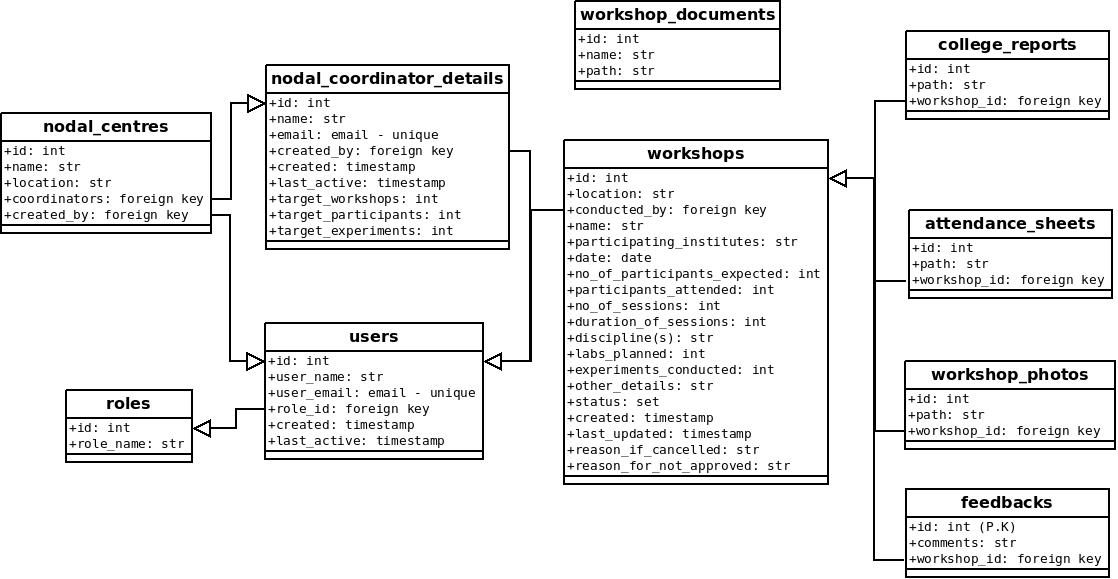 nodal_centres
+id: int
+name: str
+location: str
+coordinators: foreign key
+created_by: foreign key
nodal_coordinator_details
+id: int
+name: str
+email: email - unique
+created_by: foreign key
+created: timestamp
+last_active: timestamp
+target_workshops: int
+target_participants: int
+target_experiments: int
users
+id: int
+user_name: str
+user_email: email - unique
+role_id: foreign key
+created: timestamp
+last_active: timestamp
roles
+id: int
+role_name: str
workshop_documents
+id: int
+name: str
+path: str
workshops
+id: int
+location: str
+conducted_by: foreign key
+name: str
+participating_institutes: str
+date: date
+no_of_participants_expected: int
+participants_attended: int
+no_of_sessions: int
+duration_of_sessions: int
+discipline(s): str
+labs_planned: int
+experiments_conducted: int
+other_details: str
+status: set
+created: timestamp
+last_updated: timestamp
+reason_if_cancelled: str
+reason_for_not_approved: str
college_reports
+id: int
+path: str
+workshop_id: foreign key
attendance_sheets
+id: int
+path: str
+workshop_id: foreign key
workshop_photos
+id: int
+path: str
+workshop_id: foreign key
feedbacks
+id: int (P.K)
+comments: str
+workshop_id: foreign key